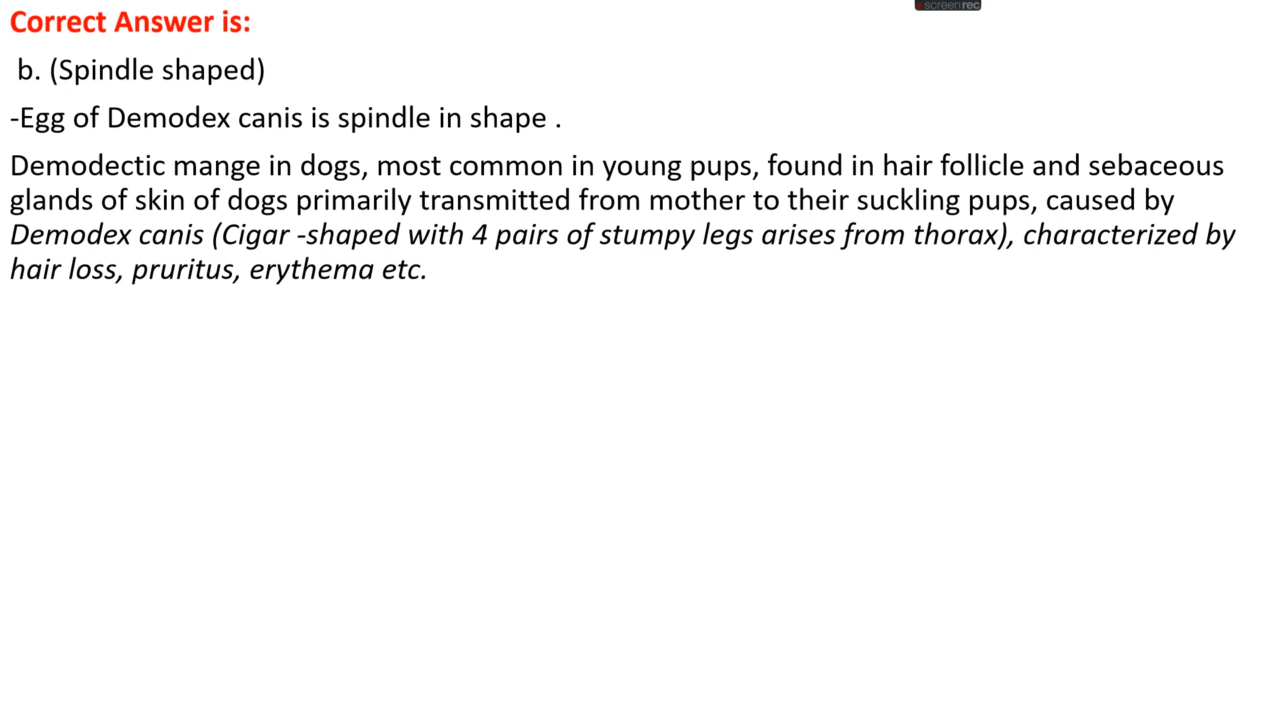 screenrec
Correct Answer is:
b. (Spindle shaped)
-Egg of Demodex canis is spindle in shape .
Demodectic mange in dogs, most common in young pups, found in hair follicle and sebaceous
glands of skin of dogs primarily transmitted from mother to their suckling pups, caused by
Demodex canis (Cigar -shaped with 4 pairs of stumpy legs arises from thorax), characterized by
hair loss, pruritus, erythema etc.